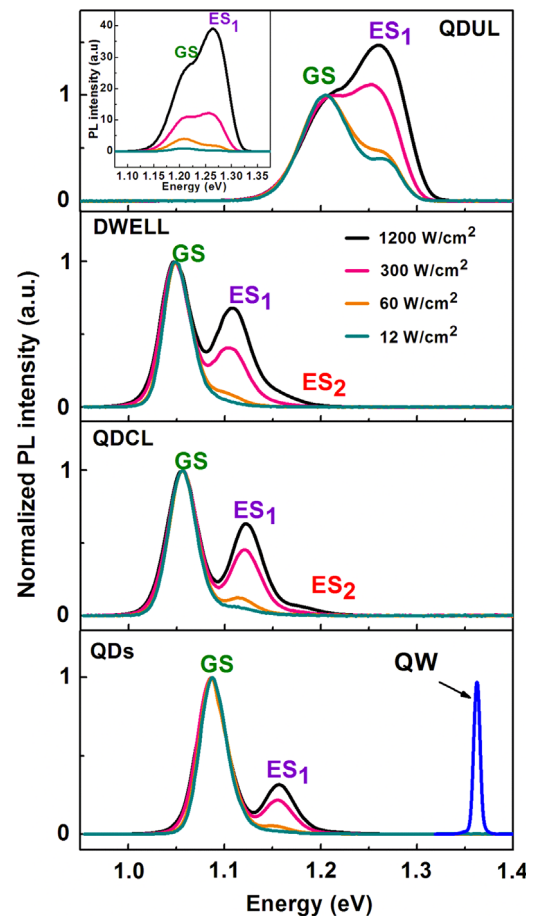 Normalized PL intensity (a.u.)
QDUL
GS
ES1
1
0
PL intensity (a.u)
40
30
20
10
0
GS
ES1
1.10 1.15 1.20 1.25 1.30 1.35
Energy (eV)
DWELL
GS
ES1
ES2
1200 W/cm2
300 W/cm2
60 W/cm2
12 W/cm2
1
0
QDCL
GS
ES1
ES2
1
0
QDs
GS
ES1
QW
1
0
1.0 1.1 1.2 1.3 1.4
Energy (eV)